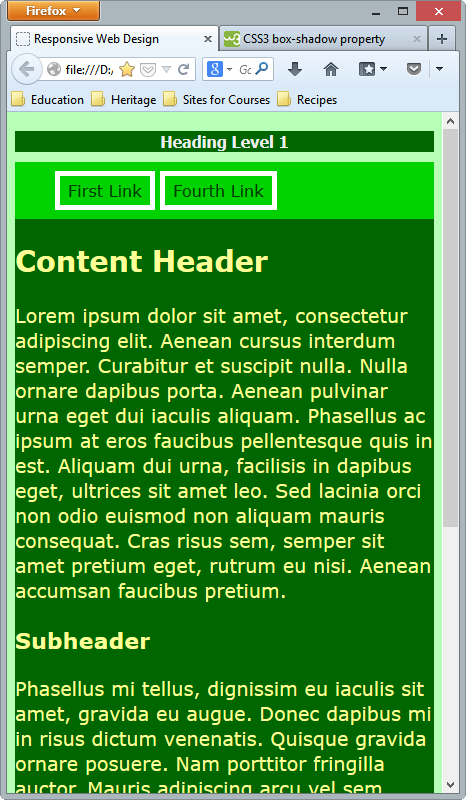 Firefox
Responsive Web Design
CSS3 box-shadow property
file:///D:/
Education Heritage Sites for Courses Recipes
Heading Level 1
First Link Fourth Link
Content Header
Lorem ipsum dolor sit amet, consectetur
adipiscing elit. Aenean cursus interdum
semper. Curabitur et suscipit nulla. Nulla
ornare dapibus porta. Aenean pulvinar
urna eget dui iaculis aliquam. Phasellus ac
ipsum at eros faucibus pellentesque quis in
est. Aliquam dui urna, facilisis in dapibus
eget, ultrices sit amet leo. Sed lacinia orci
non odio euismod non aliquam mauris
consequat. Cras risus sem, semper sit
amet pretium eget, rutrum eu nisi. Aenean
accumsan faucibus pretium.
Subheader
Phasellus mi tellus, dignissim eu iaculis sit
amet, gravida eu augue. Donec dapibus mi
in risus dictum venenatis. Quisque gravida
ornare posuere. Nam porttitor fringilla
auctor. Mauris adipiscing arcu vel sem